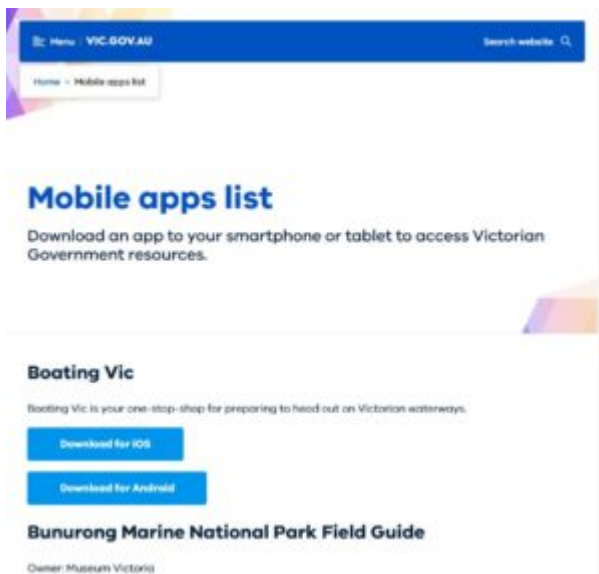 Menu VIC.GOV.AU Search website
Home > Mobile apps list
Mobile apps list
Download an app to your smartphone or tablet to access Victorian
Government resources.
Boating Vic
Boating Vic is your one-stop-shop for preparing to head out on Victorian waterways.
Download for iOS
Download for Android
Bunurong Marine National Park Field Guide
Owner: Museum Victoria